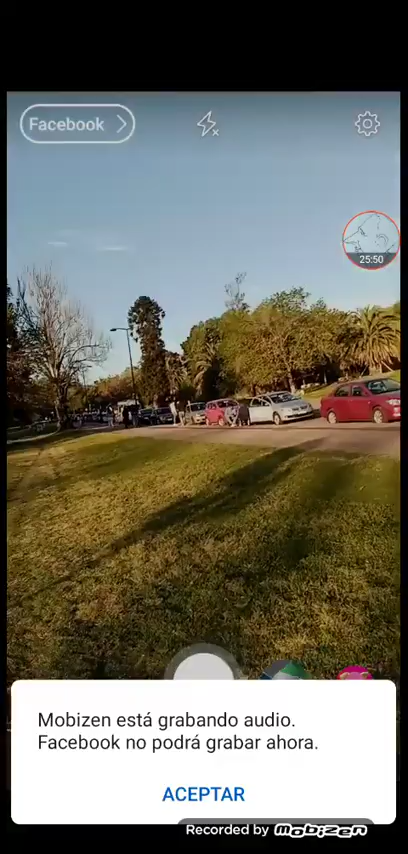 Facebook
25:50
Mobizen está grabando audio.
Facebook no podrá grabar ahora.
ACEPTAR
Recorded by Mobizen